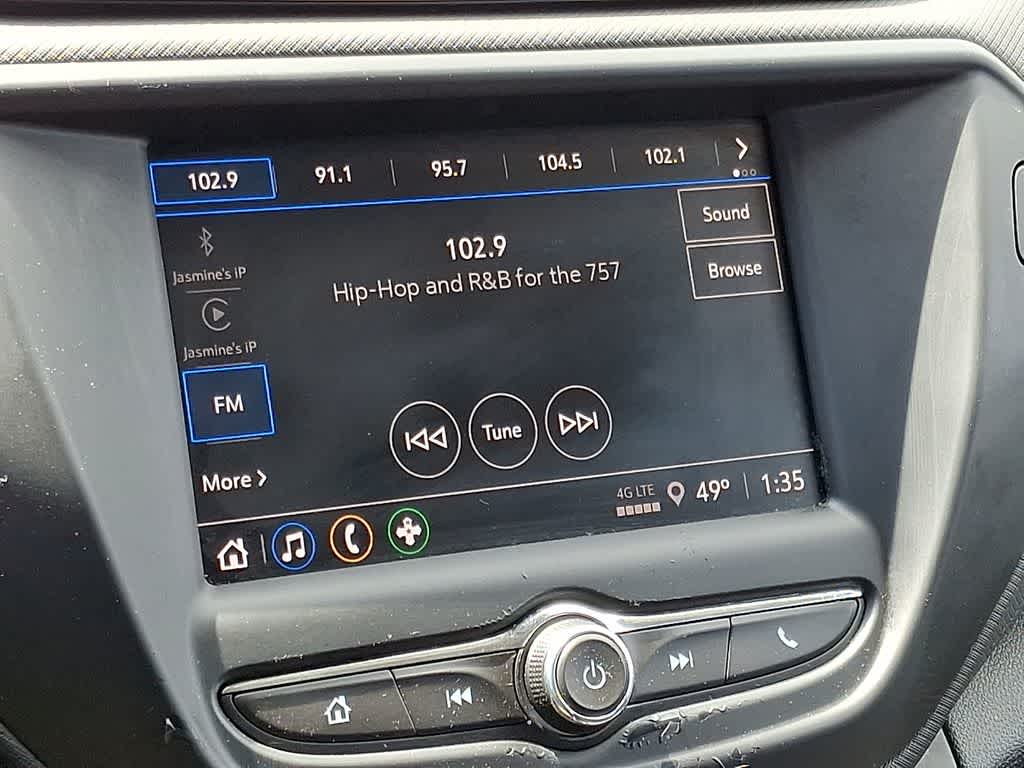 102.9 91.1 95.7 104.5 102.1
Sound
Jasmine's iP
102.9
Hip-Hop and R&B for the 757
Browse
Jasmine's iP
FM
Tune
More
4G LTE 49° 1:35